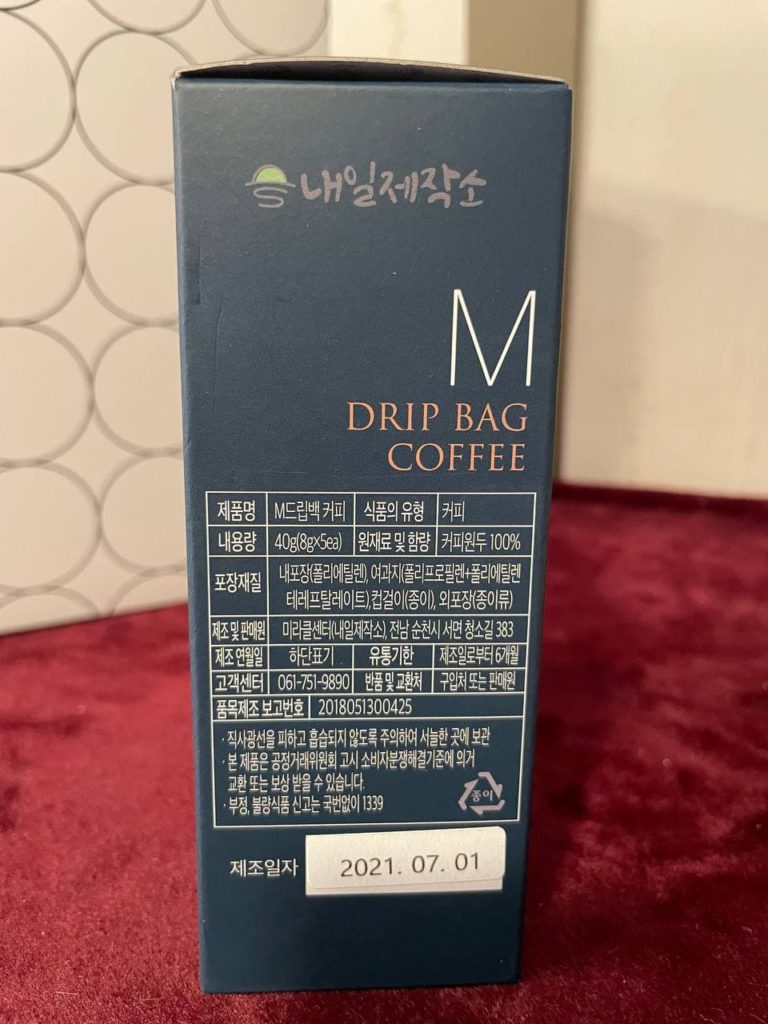 내일제작소
M
DRIP BAG
COFFEE
제품명 M드립백 커피 식품의 유형 커피
내용량 40g(8g×5ea) 원재료 및 함량 커피원두 100%
포장재질 내포장(폴리에틸렌), 여과지(폴리프로필렌+폴리에틸렌
테레프탈레이트),컵걸이(종이), 외포장(종이류)
제조 및 판매원 미라클센터(내일제작소), 전남 순천시 서면 청소길 383
제조 연월일 하단표기 유통기한 제조일로부터 6개월
고객센터 061-751-9890 반품 및 교환처 구입처 또는 판매원
품목제조 보고번호 2018051300425
· 직사광선을 피하고 흡습되지 않도록 주의하여 서늘한 곳에 보관
· 본 제품은 공정거래위원회 고시 소비자분쟁해결기준에 의거
교환 또는 보상 받을 수 있습니다.
· 부정, 불량식품 신고는 국번없이 1339
종이
제조일자 2021. 07. 01